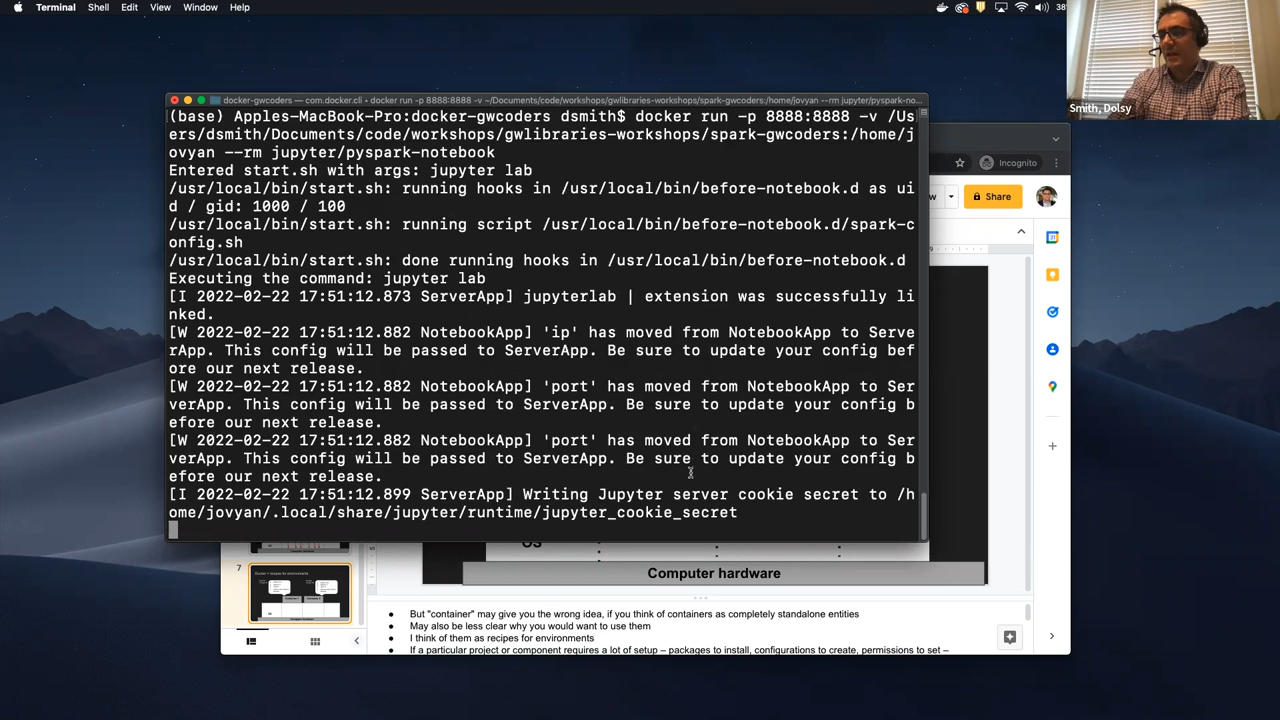 Terminal Shell Edit View Window Help
38
Smith, Dolsy
docker-gwcoders — com.docker.cli • docker run -p 8888:8888 -v ~/Documents/code/workshops/gwlibraries-workshops/spark-gwcoders:/home/jovyan --rm jupyter/pyspark-no...
(base) Apples-MacBook-Pro:docker-gwcoders dsmith$ docker run -p 8888:8888 -v /Us
ers/dsmith/Documents/code/workshops/gwlibraries-workshops/spark-gwcoders:/home/j
ovyan --rm jupyter/pyspark-notebook
Entered start.sh with args: jupyter lab
/usr/local/bin/start.sh: running hooks in /usr/local/bin/before-notebook.d as ui
d / gid: 1000 / 100
/usr/local/bin/start.sh: running script /usr/local/bin/before-notebook.d/spark-c
onfig.sh
/usr/local/bin/start.sh: done running hooks in /usr/local/bin/before-notebook.d
Executing the command: jupyter lab
[I 2022-02-22 17:51:12.873 ServerApp] jupyterlab | extension was successfully li
nked.
[W 2022-02-22 17:51:12.882 NotebookApp] 'ip' has moved from NotebookApp to Serve
rApp. This config will be passed to ServerApp. Be sure to update your config bef
ore our next release.
[W 2022-02-22 17:51:12.882 NotebookApp] 'port' has moved from NotebookApp to Ser
verApp. This config will be passed to ServerApp. Be sure to update your config b
efore our next release.
[W 2022-02-22 17:51:12.882 NotebookApp] 'port' has moved from NotebookApp to Ser
verApp. This config will be passed to ServerApp. Be sure to update your config b
efore our next release.
[I 2022-02-22 17:51:12.899 ServerApp] Writing Jupyter server cookie secret to /h
ome/jovyan/.local/share/jupyter/runtime/jupyter_cookie_secret
Incognito
Share
OS
Computer hardware
7
But "container" may give you the wrong idea, if you think of containers as completely standalone entities
May also be less clear why you would want to use them
I think of them as recipes for environments
If a particular project or component requires a lot of setup – packages to install, configurations to create, permissions to set –